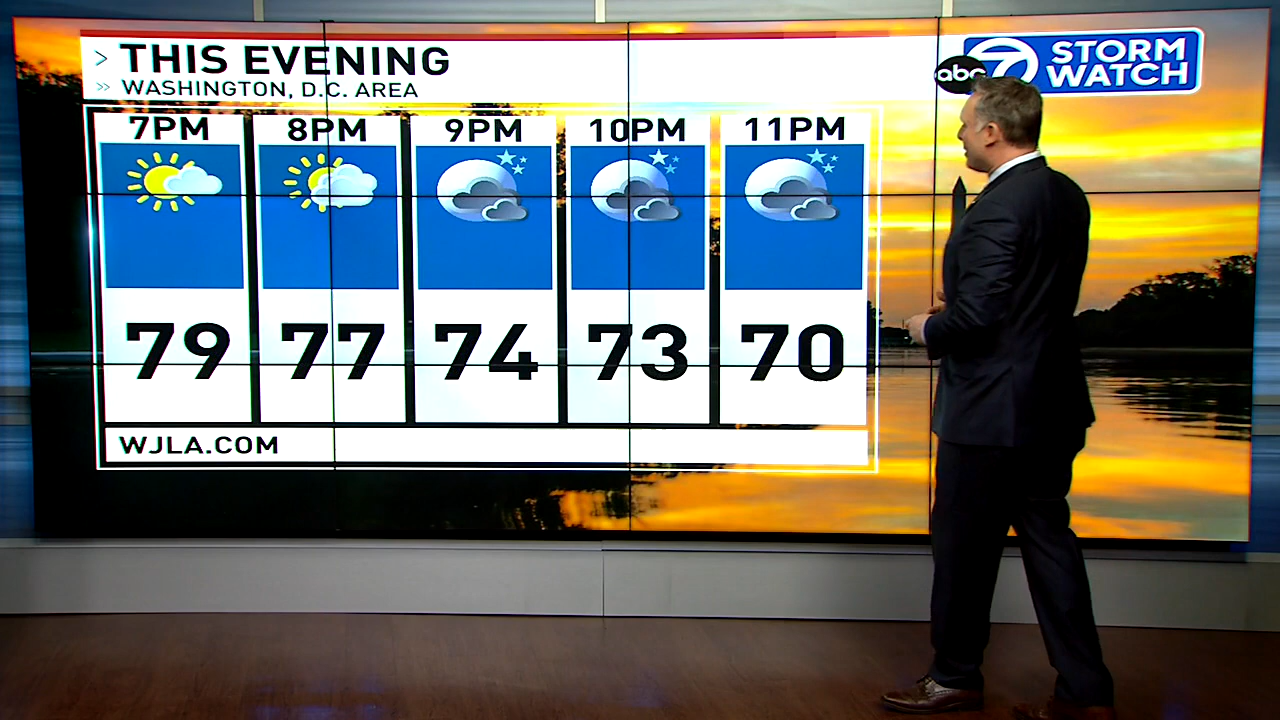 > THIS EVENING
>> WASHINGTON, D.C. AREA
abc 7 STORM WATCH
7PM 8PM 9PM 10PM 11PM
79 77 74 73 70
WJLA.COM